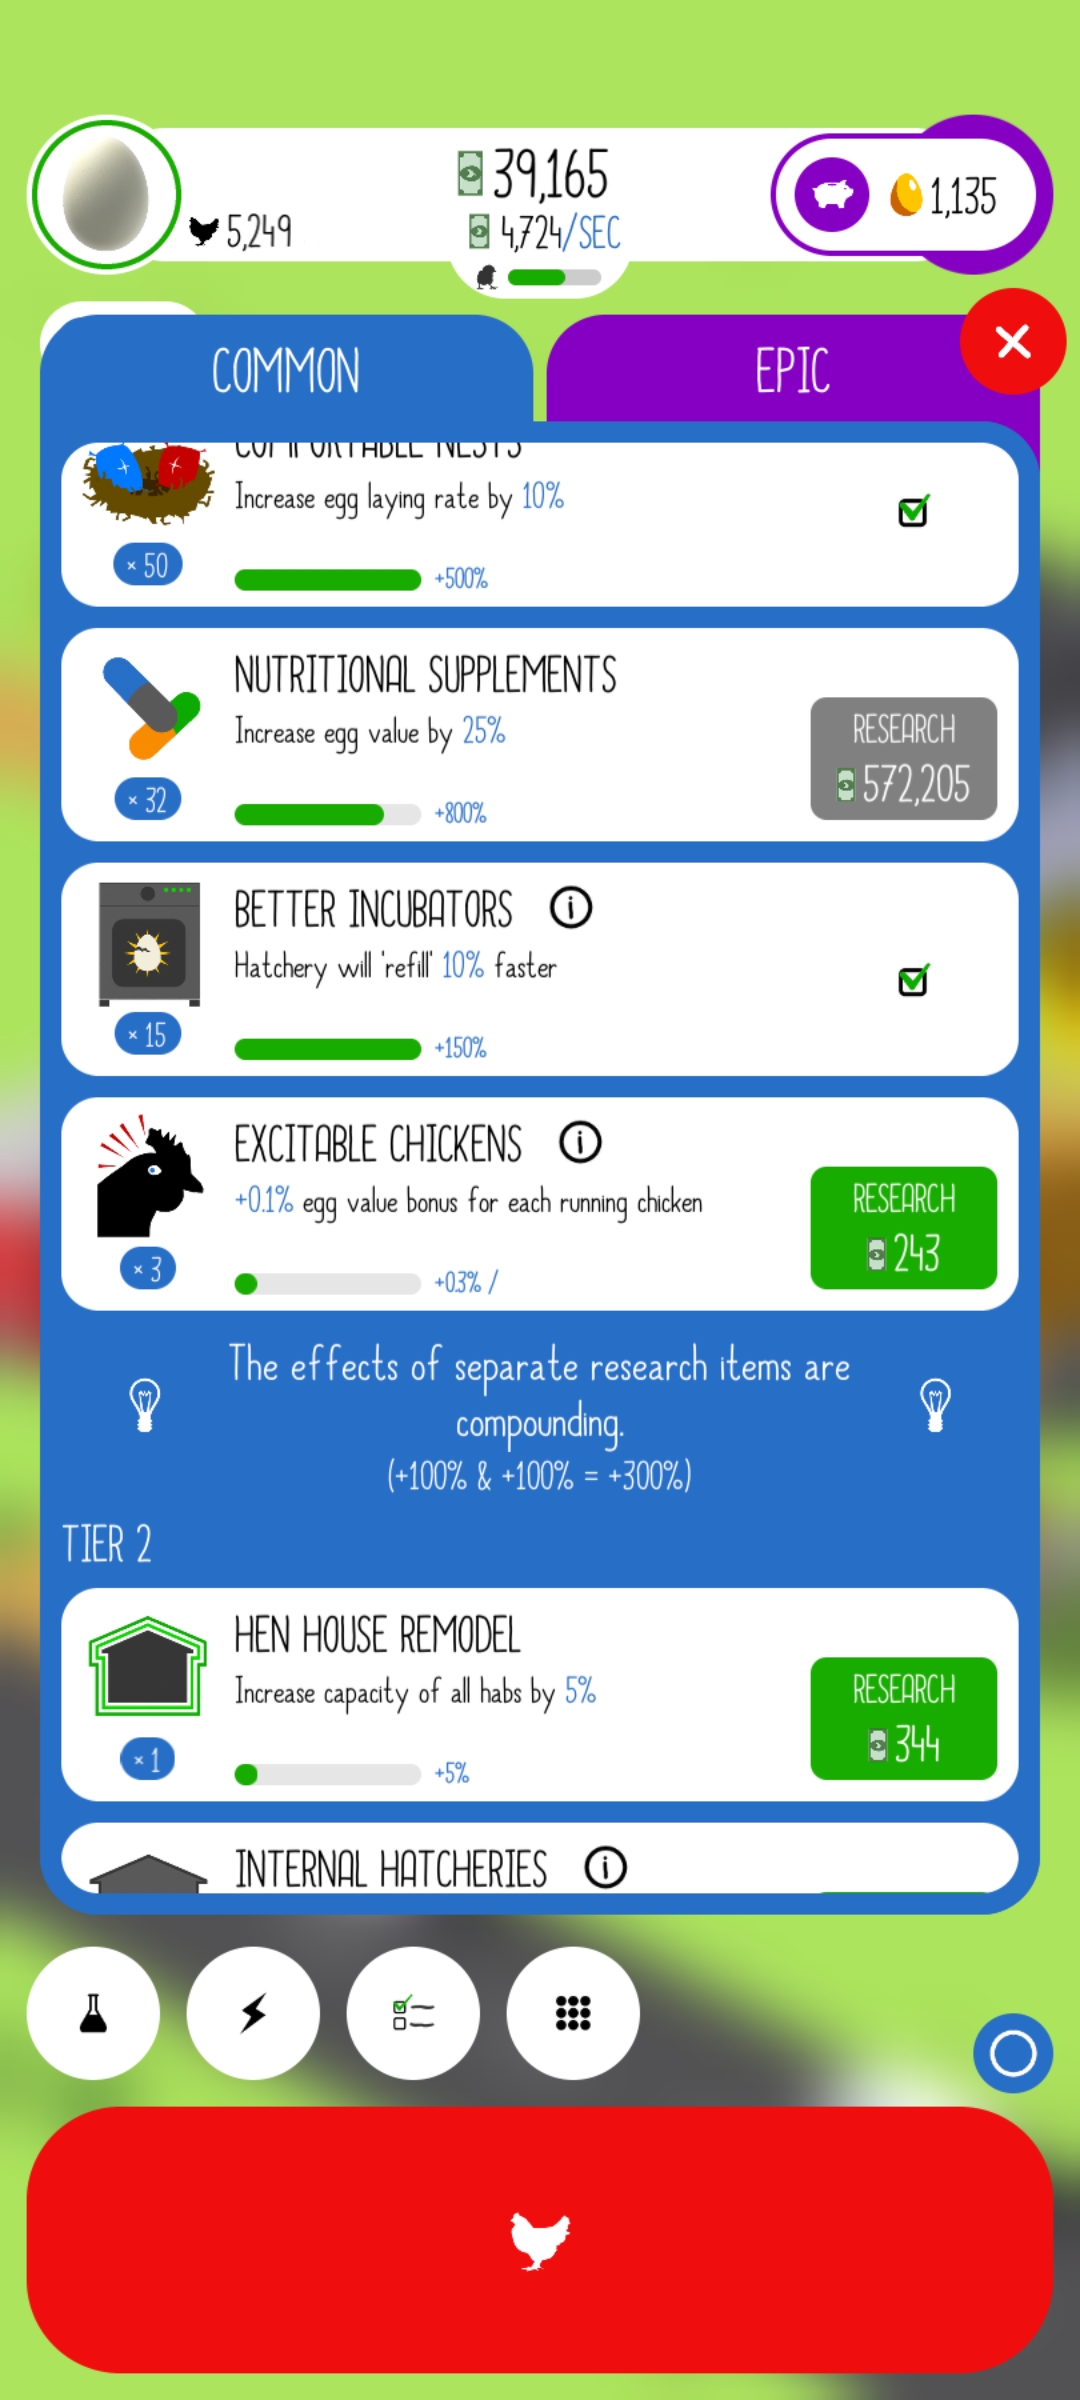 39,165
5,249
4,724/SEC
1,135
COMMON
EPIC
COMFORTABLE NESTS
Increase egg laying rate by 10%
× 50
+500%
NUTRITIONAL SUPPLEMENTS
Increase egg value by 25%
RESEARCH
572,205
× 32
+800%
BETTER INCUBATORS
Hatchery will 'refill' 10% faster
× 15
+150%
EXCITABLE CHICKENS
+0.1% egg value bonus for each running chicken
RESEARCH
243
× 3
+0.3% /
The effects of separate research items are
compounding.
(+100% & +100% = +300%)
TIER 2
HEN HOUSE REMODEL
Increase capacity of all habs by 5%
RESEARCH
344
× 1
+5%
INTERNAL HATCHERIES